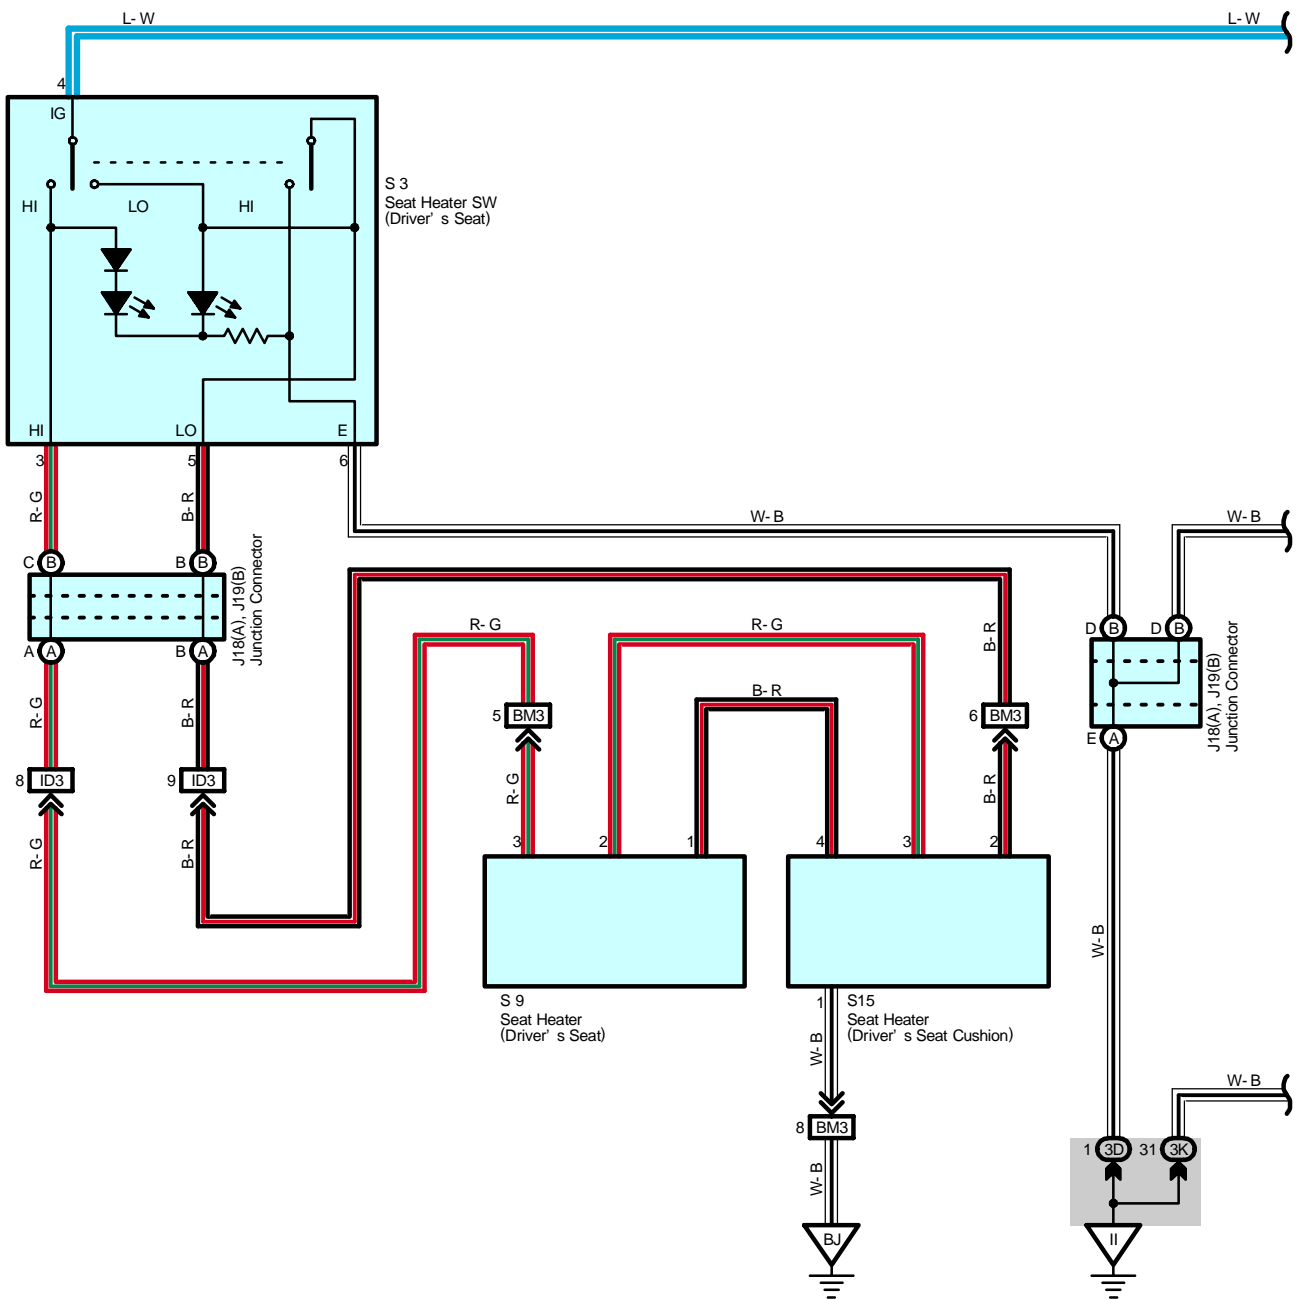 L- W
L- W
4
IG
HI
LO
HI
S 3
Seat Heater SW
(Driver' s Seat)
HI
LO
E
3
5
6
R- G
B- R
W- B
W- B
C
B
B
B
J18(A), J19(B)
Junction Connector
A
A
B
A
R- G
R- G
B- R
D
B
D
B
J18(A), J19(B)
Junction Connector
E
A
R- G
B- R
B- R
5
BM3
6
BM3
8
ID3
9
ID3
R- G
B- R
R- G
B- R
3
2
1
4
3
2
W- B
S 9
Seat Heater
(Driver' s Seat)
1
S15
Seat Heater
(Driver' s Seat Cushion)
W- B
8
BM3
W- B
W- B
1
3D
31
3K
BJ
II